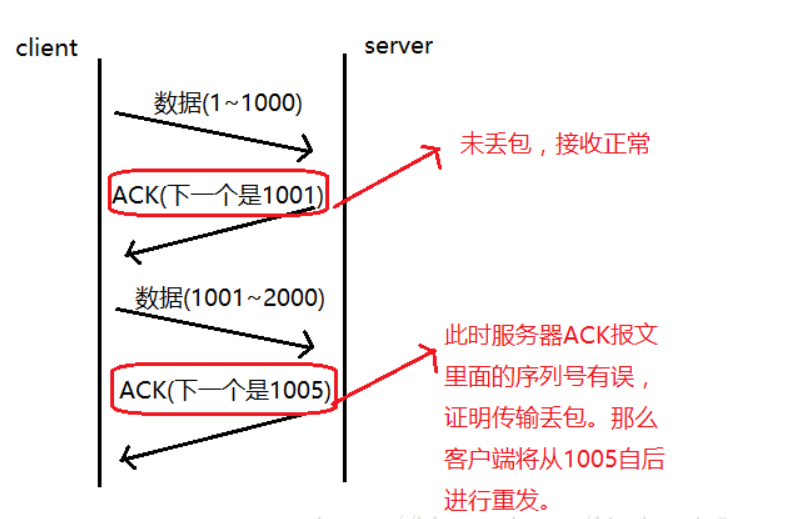 client
server
数据(1~1000)
未丢包，接收正常
ACK(下一个是1001)
数据(1001~2000)
ACK(下一个是1005)
此时服务器ACK报文
里面的序列号有误，
证明传输丢包。那么
客户端将从1005自后
进行重发。